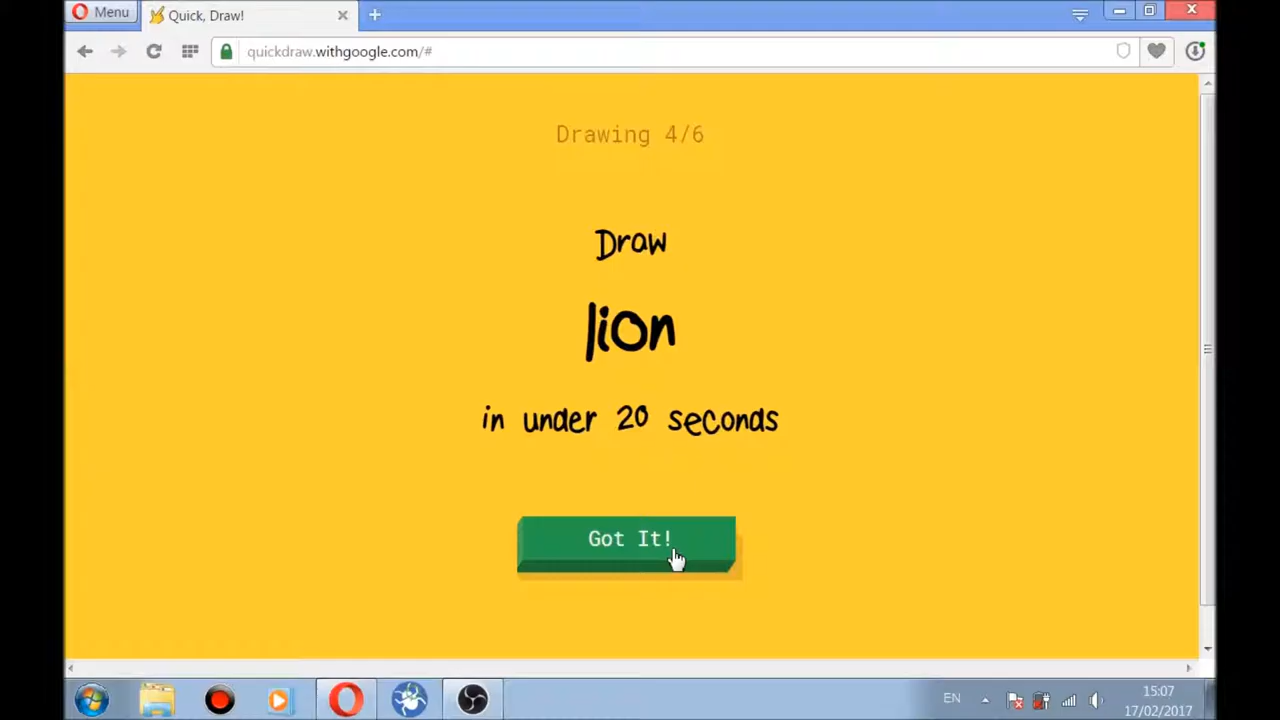 Menu
Quick, Draw!
quickdraw.withgoogle.com/#
Drawing 4/6
Draw
lion
in under 20 seconds
Got It!
EN
15:07
17/02/2017